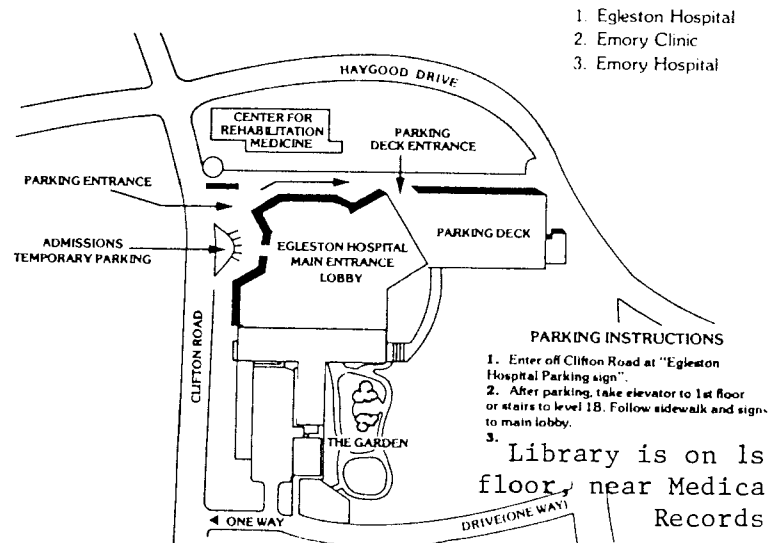 1. Egleston Hospital
2. Emory Clinic
3. Emory Hospital
HAYGOOD DRIVE
CENTER FOR
REHABILITATION
MEDICINE
PARKING
DECK ENTRANCE
PARKING ENTRANCE
ADMISSIONS
TEMPORARY PARKING
EGLESTON HOSPITAL
MAIN ENTRANCE
LOBBY
PARKING DECK
CLIFTON ROAD
PARKING INSTRUCTIONS
1. Enter off Clifton Road at "Egleston
Hospital Parking sign".
2. After parking, take elevator to 1st floor
or stairs to level 1B. Follow sidewalk and sign
to main lobby.
3.
Library is on 1s
floor, near Medica
Records
THE GARDEN
ONE WAY
DRIVE (ONE WAY)